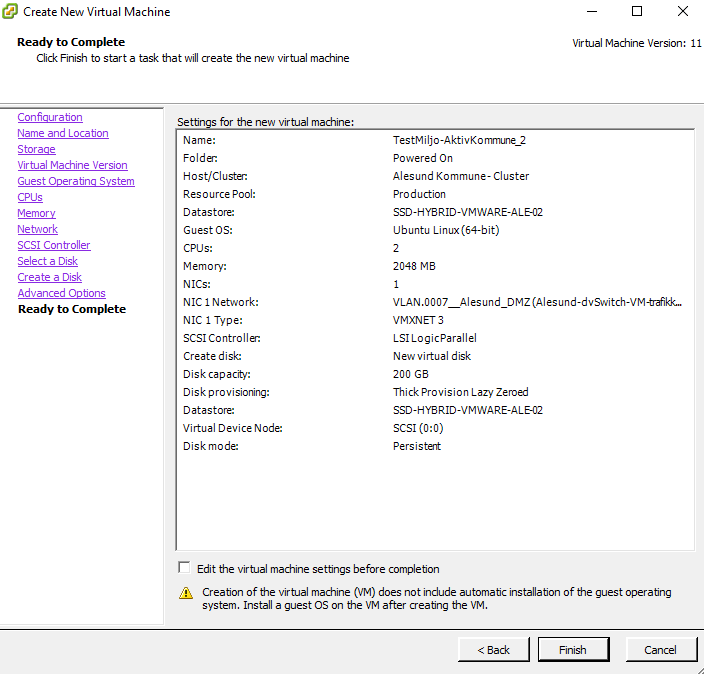 Create New Virtual Machine
Ready to Complete
Click Finish to start a task that will create the new virtual machine
Virtual Machine Version: 11
Configuration
Name and Location
Storage
Virtual Machine Version
Guest Operating System
CPUs
Memory
Network
SCSI Controller
Select a Disk
Create a Disk
Advanced Options
Ready to Complete
Settings for the new virtual machine:
Name: TestMiljo-AktivKommune_2
Folder: Powered On
Host/Cluster: Alesund Kommune - Cluster
Resource Pool: Production
Datastore: SSD-HYBRID-VMWARE-ALE-02
Guest OS: Ubuntu Linux (64-bit)
CPUs: 2
Memory: 2048 MB
NICs: 1
NIC 1 Network: VLAN.0007__Alesund_DMZ (Alesund-dvSwitch-VM-trafikk...
NIC 1 Type: VMXNET 3
SCSI Controller: LSI Logic Parallel
Create disk: New virtual disk
Disk capacity: 200 GB
Disk provisioning: Thick Provision Lazy Zeroed
Datastore: SSD-HYBRID-VMWARE-ALE-02
Virtual Device Node: SCSI (0:0)
Disk mode: Persistent
Edit the virtual machine settings before completion
Creation of the virtual machine (VM) does not include automatic installation of the guest operating
system. Install a guest OS on the VM after creating the VM.
< Back Finish Cancel